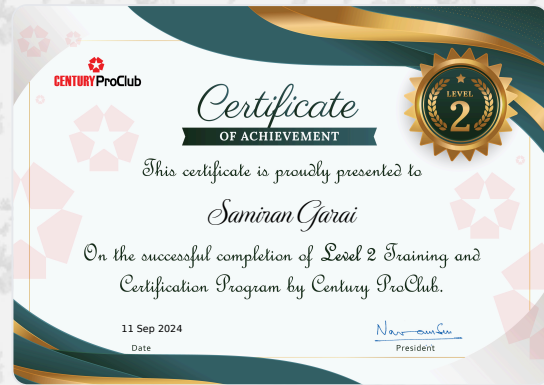 CENTURY ProClub
LEVEL
2
Certificate
OF ACHIEVEMENT
This certificate is proudly presented to
Samiran Garai
On the successful completion of Level 2 Training and
Certification Program by Century ProClub.
11 Sep 2024
Date
President